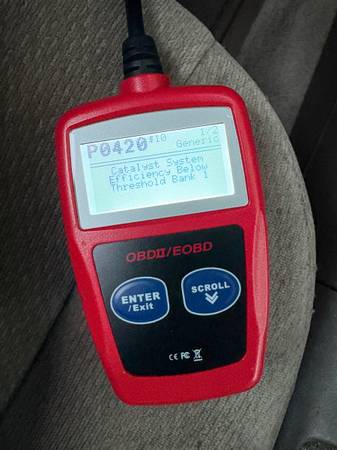 P0420 $10 1/2
Generic
Catalyst System
Efficiency Below
Threshold Bank 1
OBDII/EOBD
ENTER
/Exit
SCROLL
CE FC